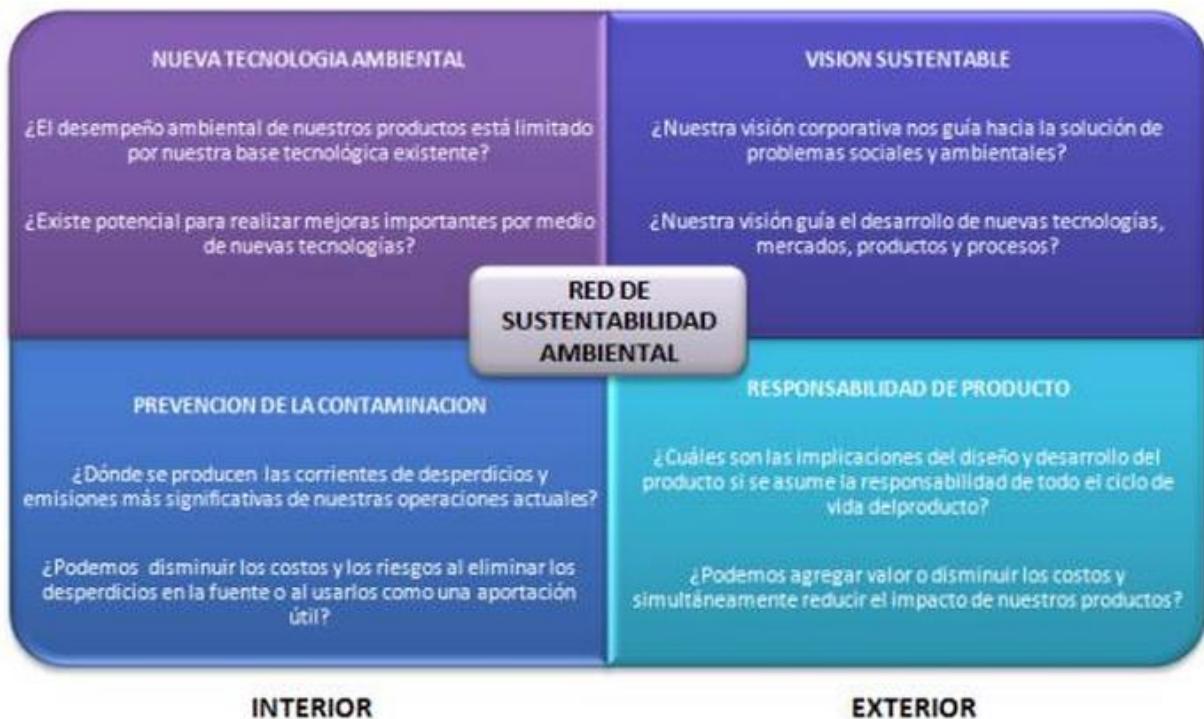 NUEVA TECNOLOGIA AMBIENTAL
¿El desempeño ambiental de nuestros productos está limitado
por nuestra base tecnológica existente?
¿Existe potencial para realizar mejoras importantes por medio
de nuevas tecnologías?
VISION SUSTENTABLE
¿Nuestra visión corporativa nos guía hacia la solución de
problemas sociales y ambientales?
¿Nuestra visión guía el desarrollo de nuevas tecnologías,
mercados, productos y procesos?
RED DE
SUSTENTABILIDAD
AMBIENTAL
PREVENCION DE LA CONTAMINACION
¿Dónde se producen las corrientes de desperdicios y
emisiones más significativas de nuestras operaciones actuales?
¿Podemos disminuir los costos y los riesgos al eliminar los
desperdicios en la fuente o al usarlos como una aportación
útil?
RESPONSABILIDAD DE PRODUCTO
¿Cuáles son las implicaciones del diseño y desarrollo del
producto si se asume la responsabilidad de todo el ciclo de
vida delproducto?
¿Podemos agregar valor o disminuir los costos y
simultáneamente reducir el impacto de nuestros productos?
INTERIOR
EXTERIOR